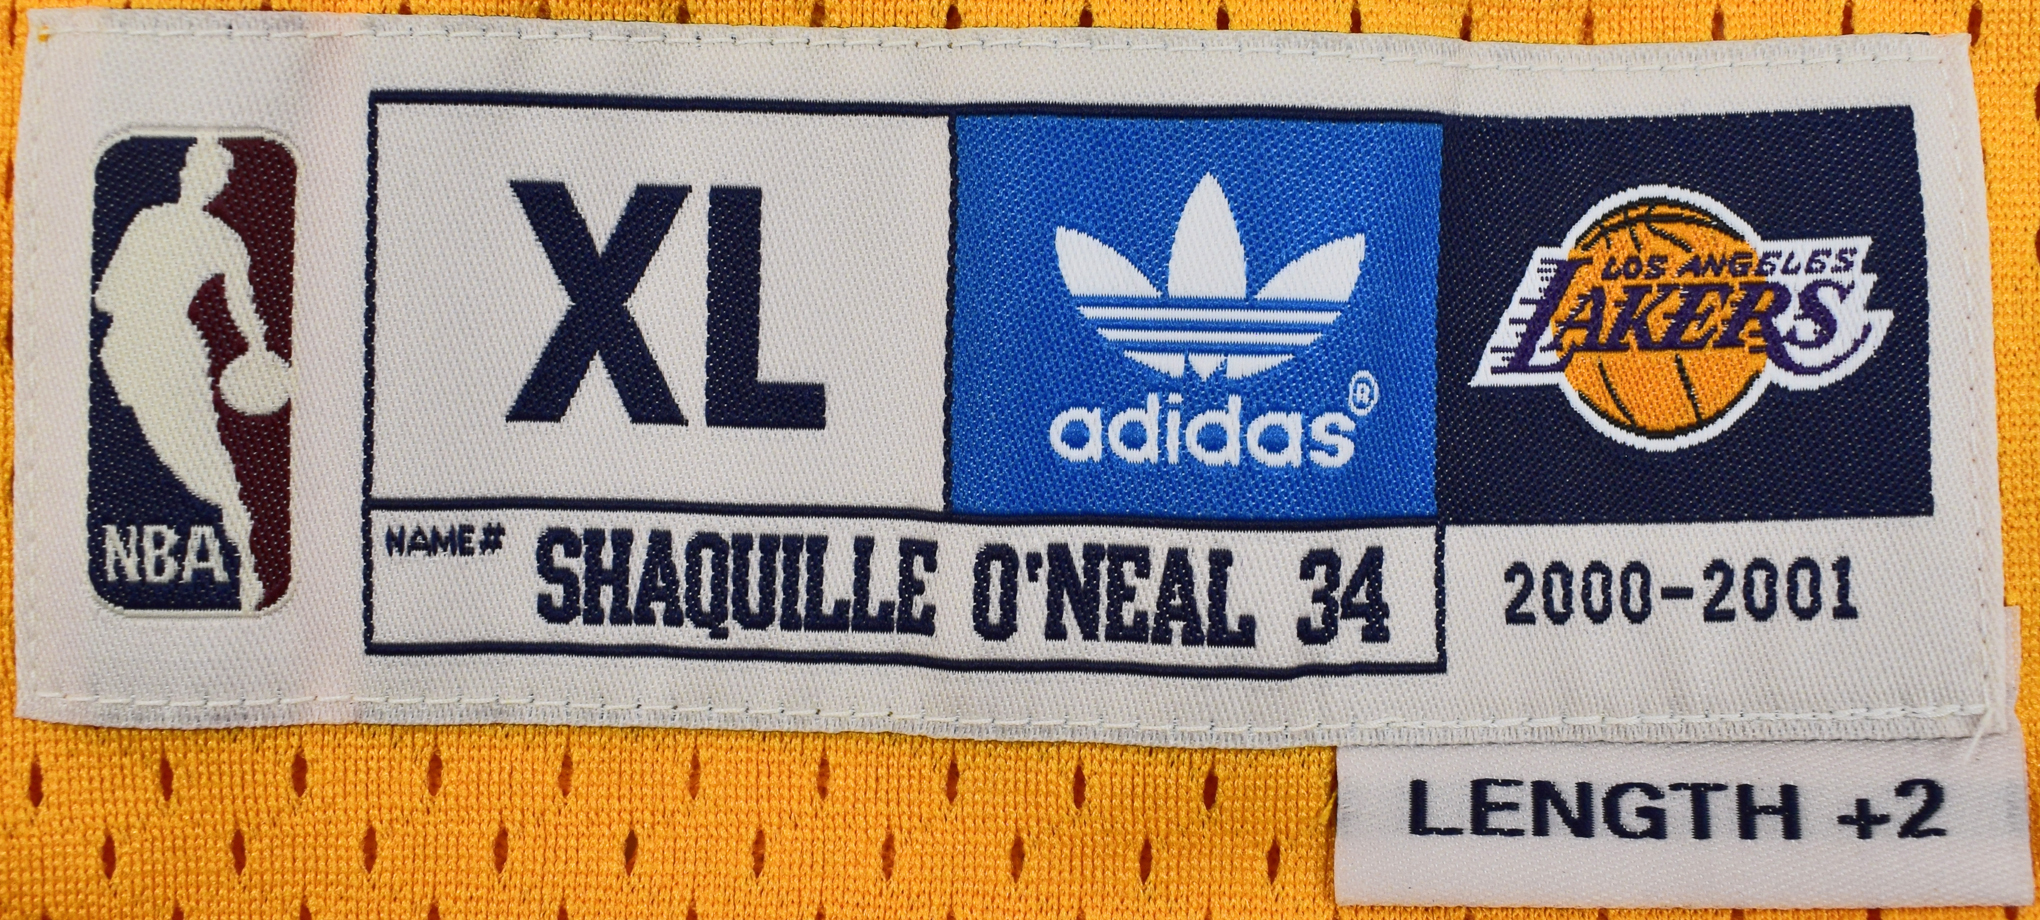 NBA
XL
adidas®
LOS ANGELES
LAKERS
NAME# SHAQUILLE O'NEAL 34
2000-2001
LENGTH +2